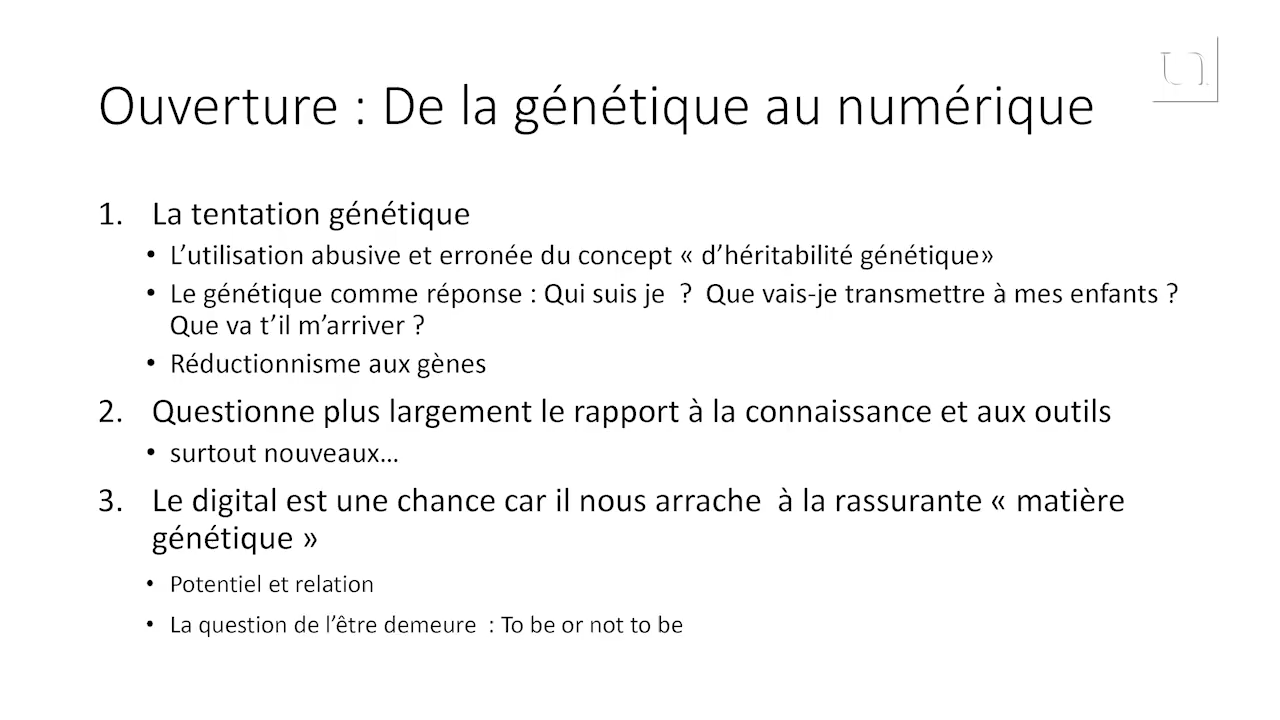 Ouverture : De la génétique au numérique
1. La tentation génétique
• L’utilisation abusive et erronée du concept « d’héritabilité génétique»
• Le génétique comme réponse : Qui suis je ? Que vais-je transmettre à mes enfants ?
Que va t’il m’arriver ?
• Réductionnisme aux gènes
2. Questionne plus largement le rapport à la connaissance et aux outils
• surtout nouveaux…
3. Le digital est une chance car il nous arrache à la rassurante « matière
génétique »
• Potentiel et relation
• La question de l’être demeure : To be or not to be